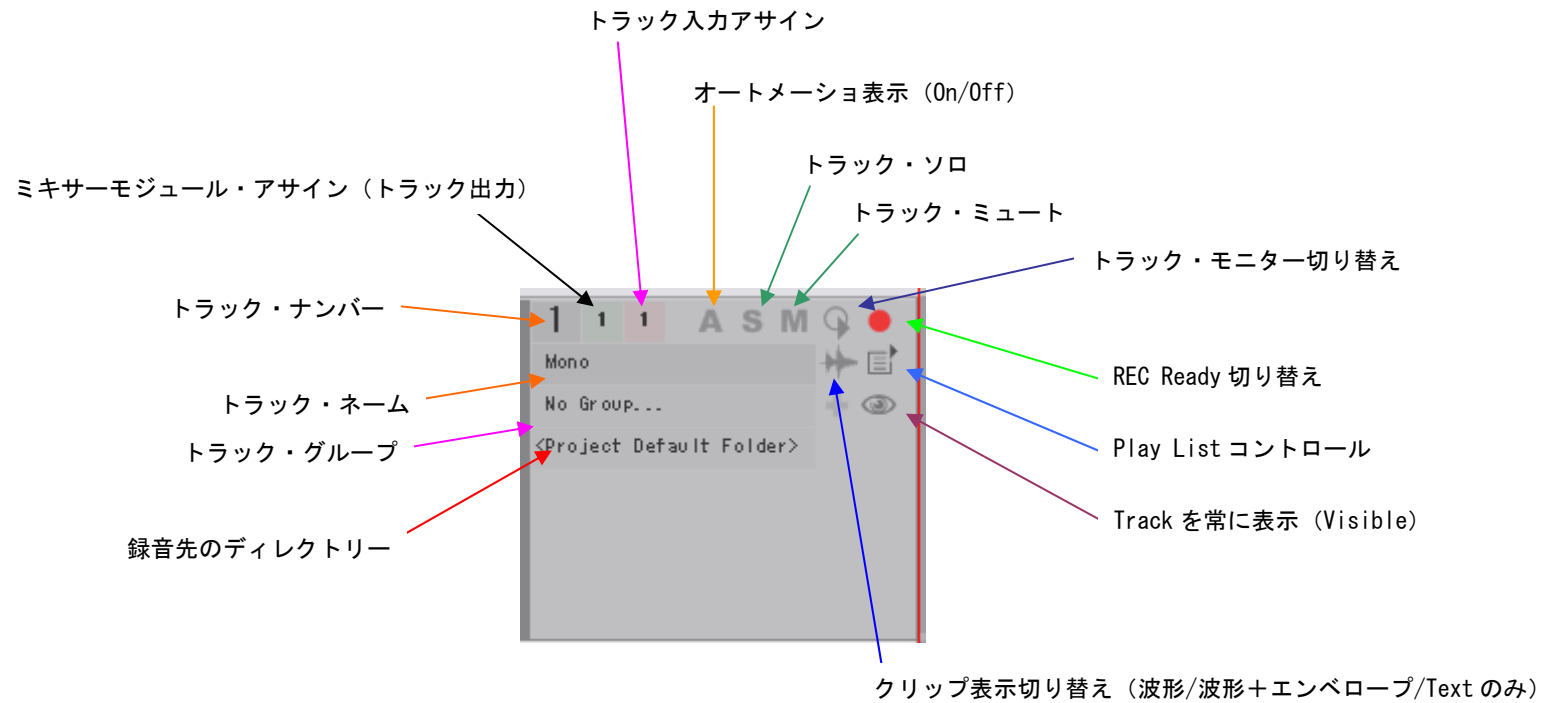 トラック入力アサイン
オートメーショ表示（On/Off）
トラック・ソロ
ミキサーモジュール・アサイン（トラック出力）
トラック・ミュート
トラック・モニター切り替え
トラック・ナンバー
1 1 1 A S M
Mono
REC Ready 切り替え
トラック・ネーム
No Group...
トラック・グループ
<Project Default Folder>
Play List コントロール
Track を常に表示（Visible）
録音先のディレクトリー
クリップ表示切り替え（波形/波形＋エンベロープ/Text のみ）